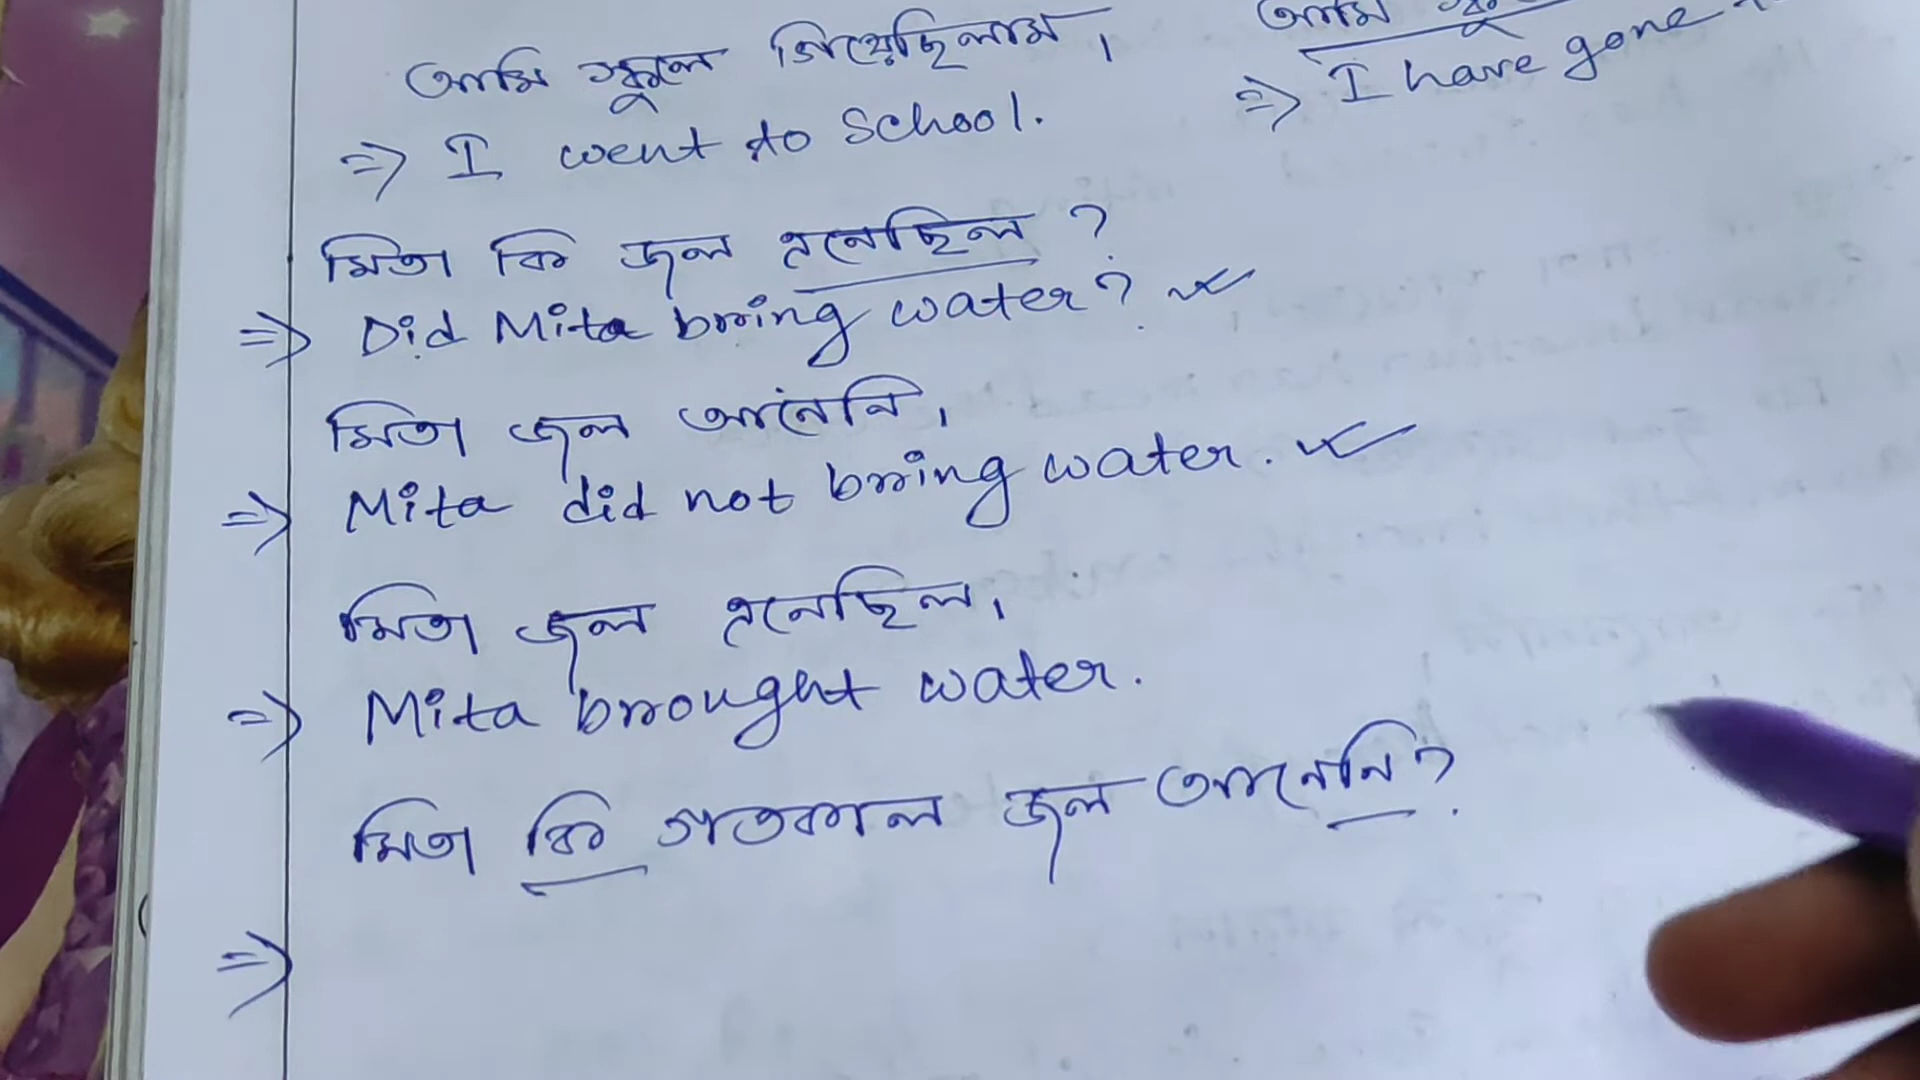 আমি স্কুলে গিয়েছিলাম।
⇒ I went to School.
আমি
⇒ I have gone
মিতা কি জল এনেছিল?
⇒ Did Mita bring water?
মিতা জল আনেনি।
⇒ Mita did not bring water.
মিতা জল এনেছিল।
⇒ Mita brought water.
মিতা কি গতকাল জল আনেনি?
⇒